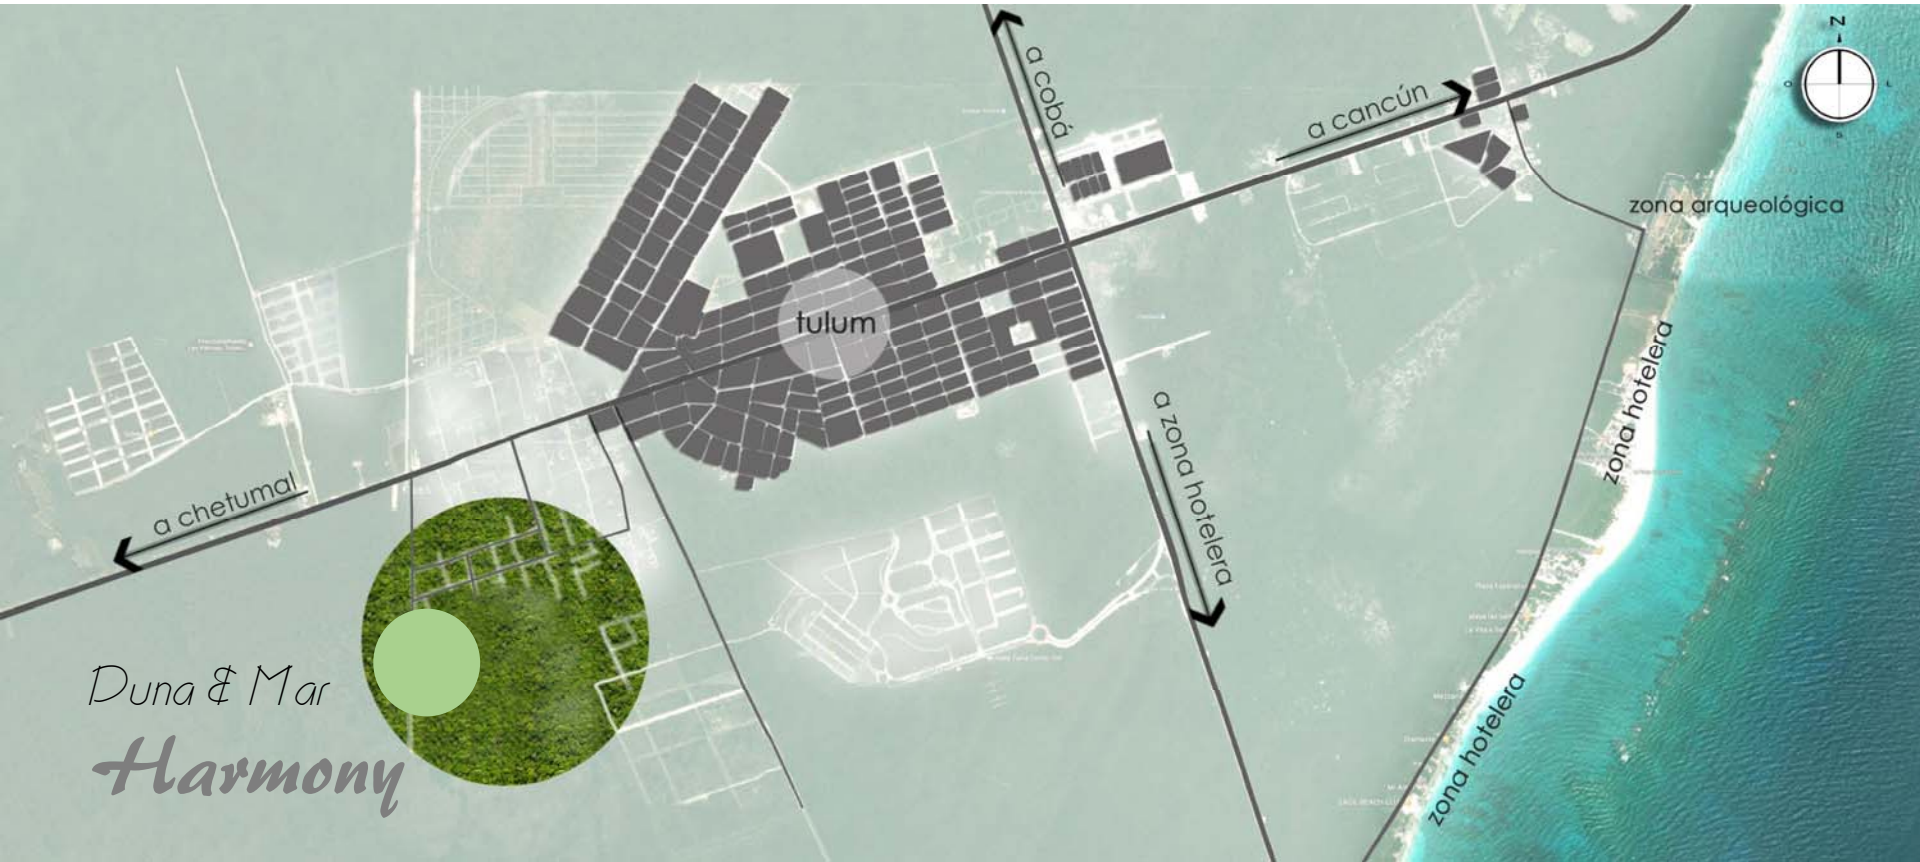 N
O
L
S
a cobá
a cancún
zona arqueológica
tulum
zona hotelera
a zona hotelera
a chetumal
zona hotelera
Duna & Mar
Harmony